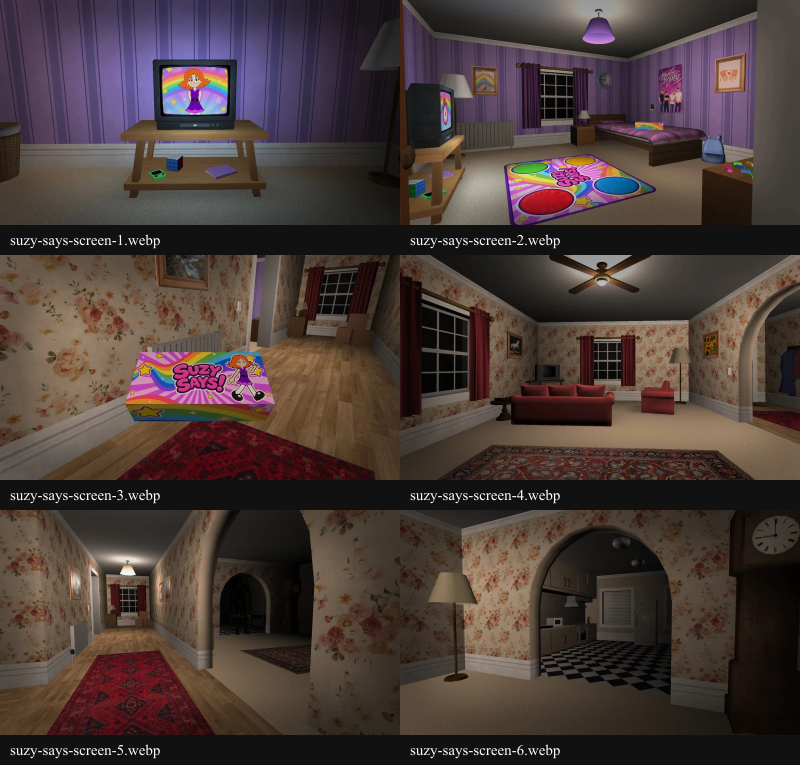 suzy-says-screen-1.webp
suzy-says-screen-2.webp
SUZY
SAYS!
suzy-says-screen-3.webp
suzy-says-screen-4.webp
suzy-says-screen-5.webp
suzy-says-screen-6.webp